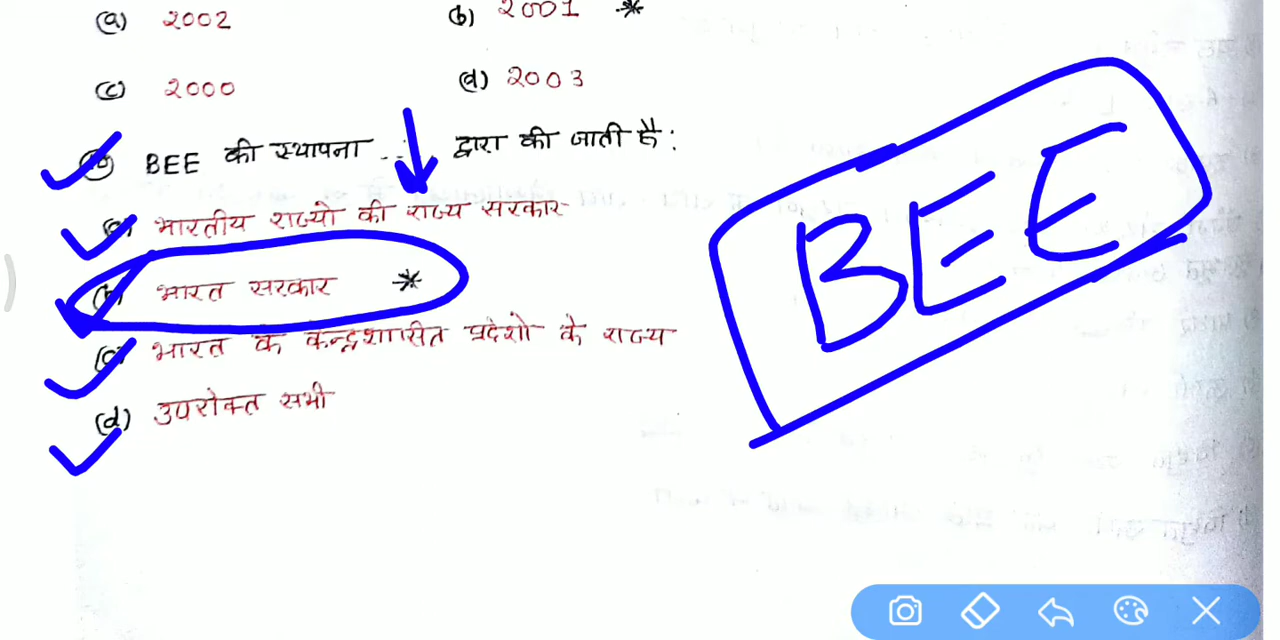 (a) 2002 (b) 2001 *
(c) 2000 (d) 2003
BEE की स्थापना ... द्वारा की जाती है:
(a) भारतीय राज्यो की राज्य सरकार
(b) भारत सरकार *
(c) भारत के केन्द्रशासित प्रदेशो के राज्य
(d) उपरोक्त सभी
BEE